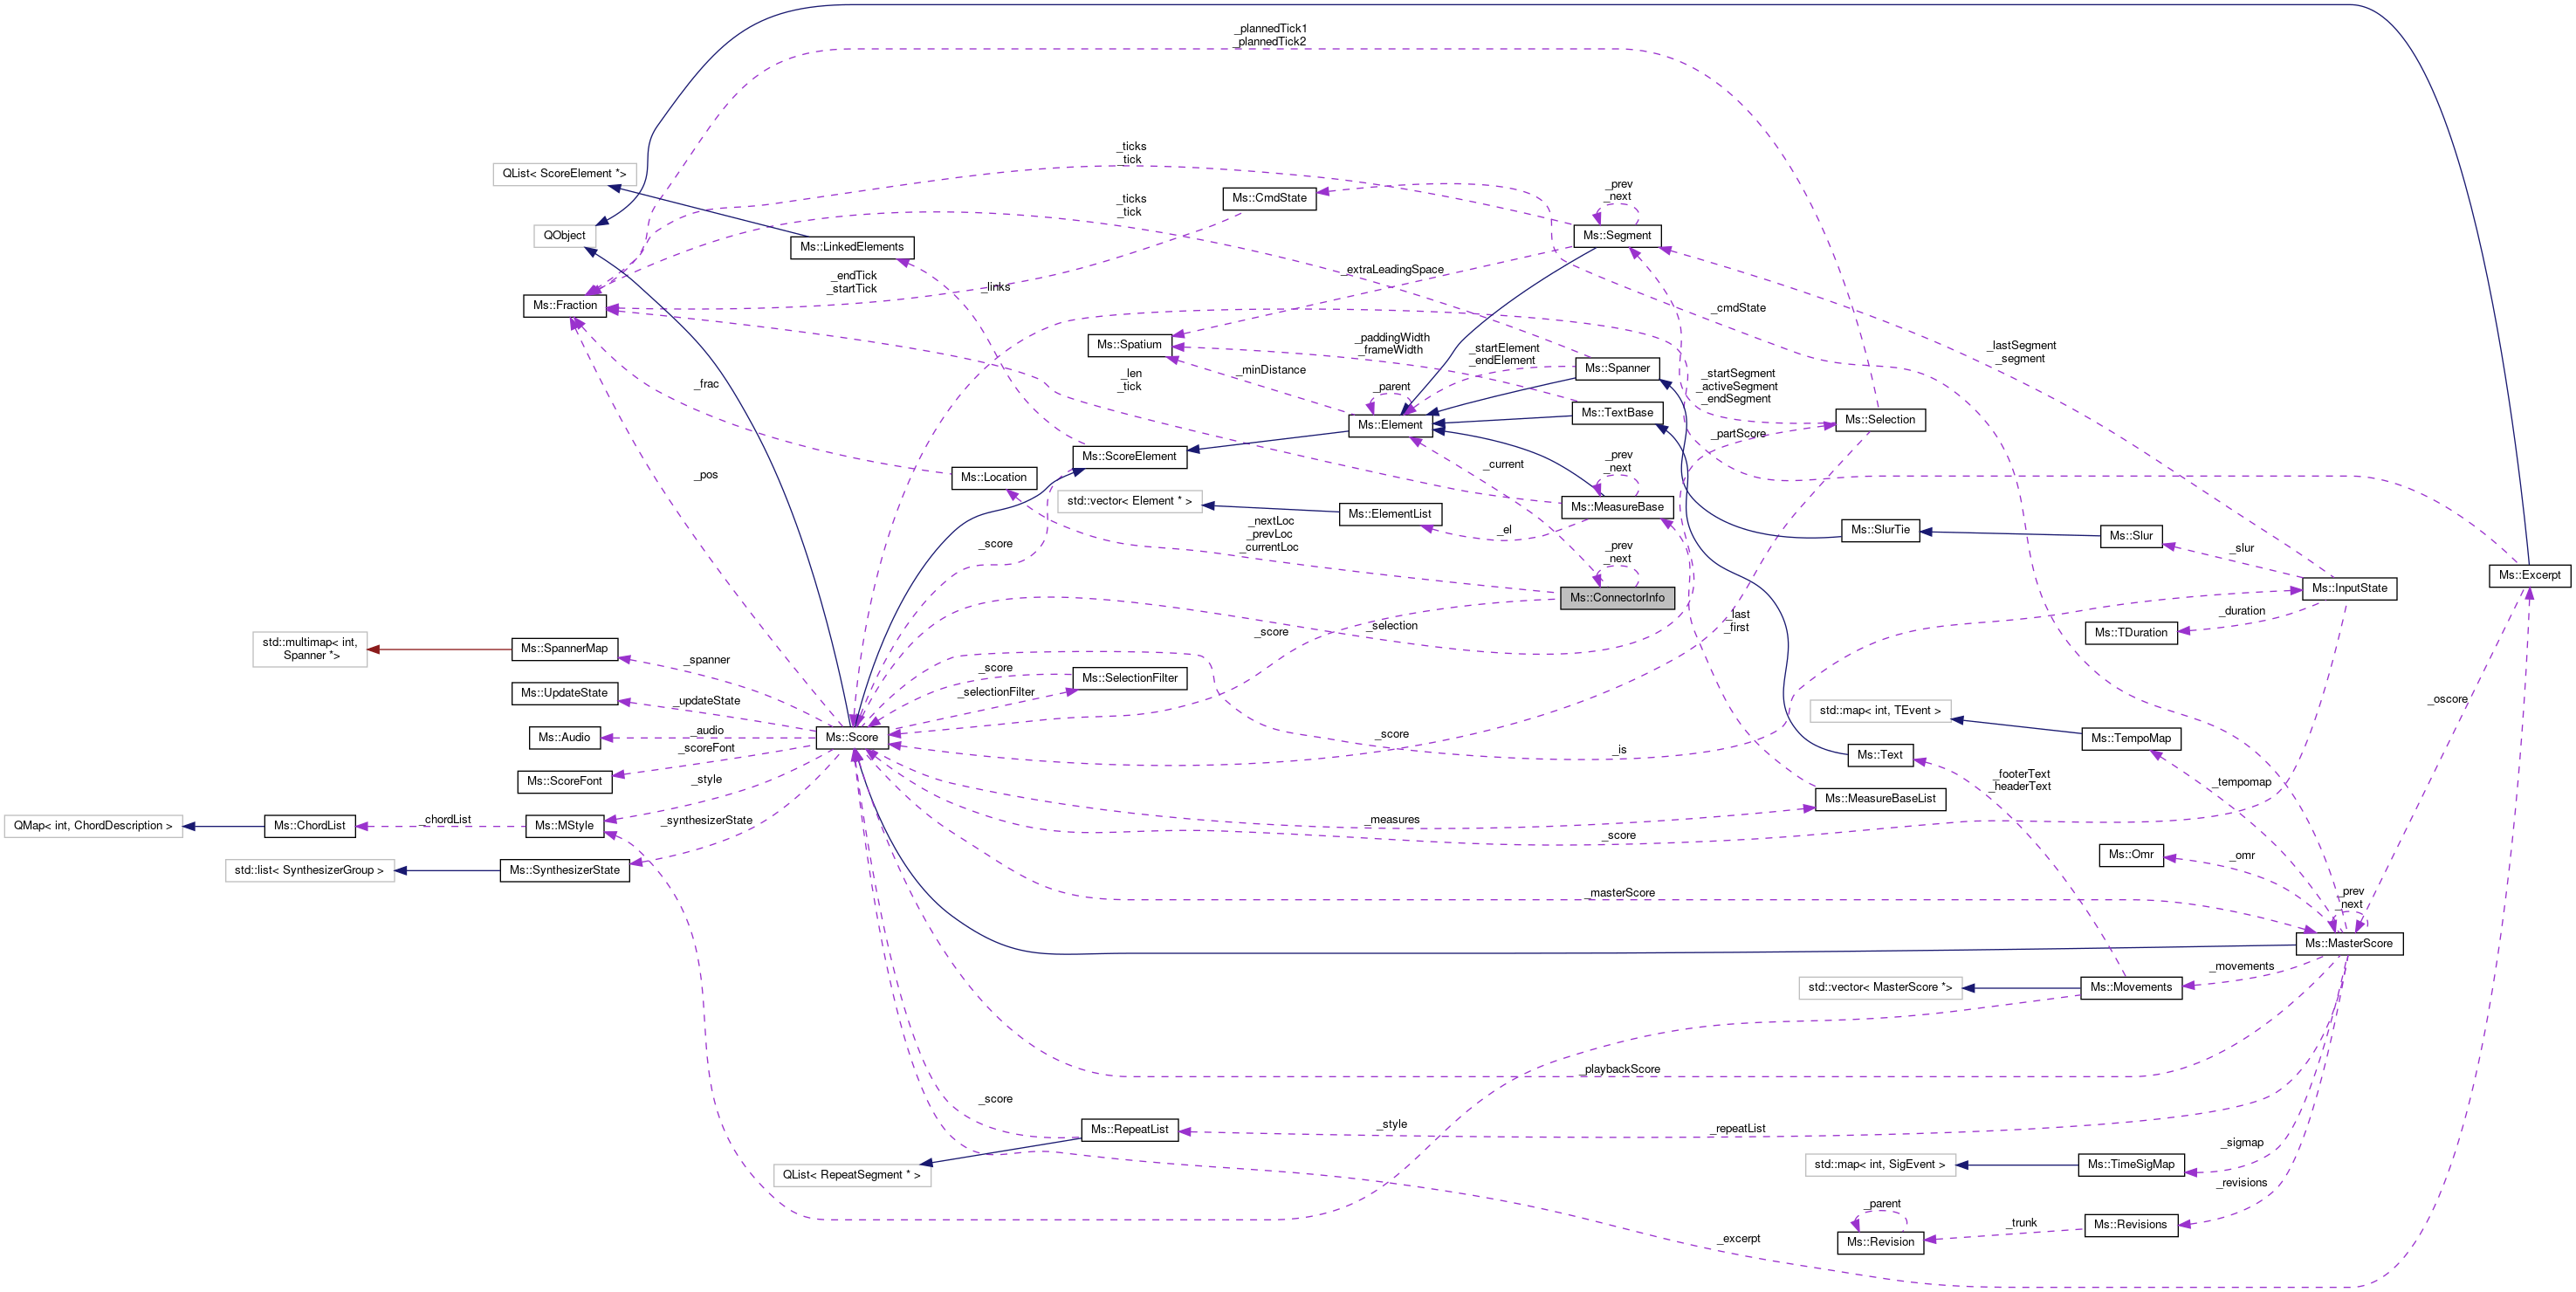 _plannedTick1
_plannedTick2
_ticks
_tick
QList< ScoreElement *>
Ms::CmdState
_prev
_next
_ticks
_tick
QObject
Ms::LinkedElements
Ms::Segment
_extraLeadingSpace
_endTick
_startTick
_links
Ms::Fraction
_cmdState
Ms::Spatium
_paddingWidth
_frameWidth
_startElement
_endElement
_lastSegment
_segment
Ms::Spanner
_minDistance
_frac
_len
_tick
_parent
_startSegment
_activeSegment
_endSegment
Ms::TextBase
Ms::Element
Ms::Selection
_partScore
Ms::ScoreElement
_current
_prev
_next
_pos
Ms::Location
std::vector< Element * >
Ms::ElementList
Ms::MeasureBase
_el
_nextLoc
_prevLoc
_currentLoc
_score
_prev
_next
Ms::SlurTie
Ms::Slur
_slur
Ms::Excerpt
Ms::ConnectorInfo
Ms::InputState
_duration
_last
_first
_selection
_score
Ms::TDuration
std::multimap< int,
Spanner *>
Ms::SpannerMap
_spanner
_score
Ms::SelectionFilter
_selectionFilter
Ms::UpdateState
_updateState
_oscore
std::map< int, TEvent >
Ms::Audio
_audio
Ms::Score
_score
_is
Ms::TempoMap
_scoreFont
Ms::Text
Ms::ScoreFont
_style
_footerText
_headerText
_tempomap
Ms::MeasureBaseList
QMap< int, ChordDescription >
Ms::ChordList
_chordList
Ms::MStyle
_synthesizerState
_measures
_score
Ms::Omr
_omr
std::list< SynthesizerGroup >
Ms::SynthesizerState
_masterScore
_prev
_next
Ms::MasterScore
_movements
std::vector< MasterScore *>
Ms::Movements
_playbackScore
_score
Ms::RepeatList
_style
_repeatList
_sigmap
QList< RepeatSegment * >
std::map< int, SigEvent >
Ms::TimeSigMap
_revisions
_parent
_trunk
Ms::Revisions
_excerpt
Ms::Revision